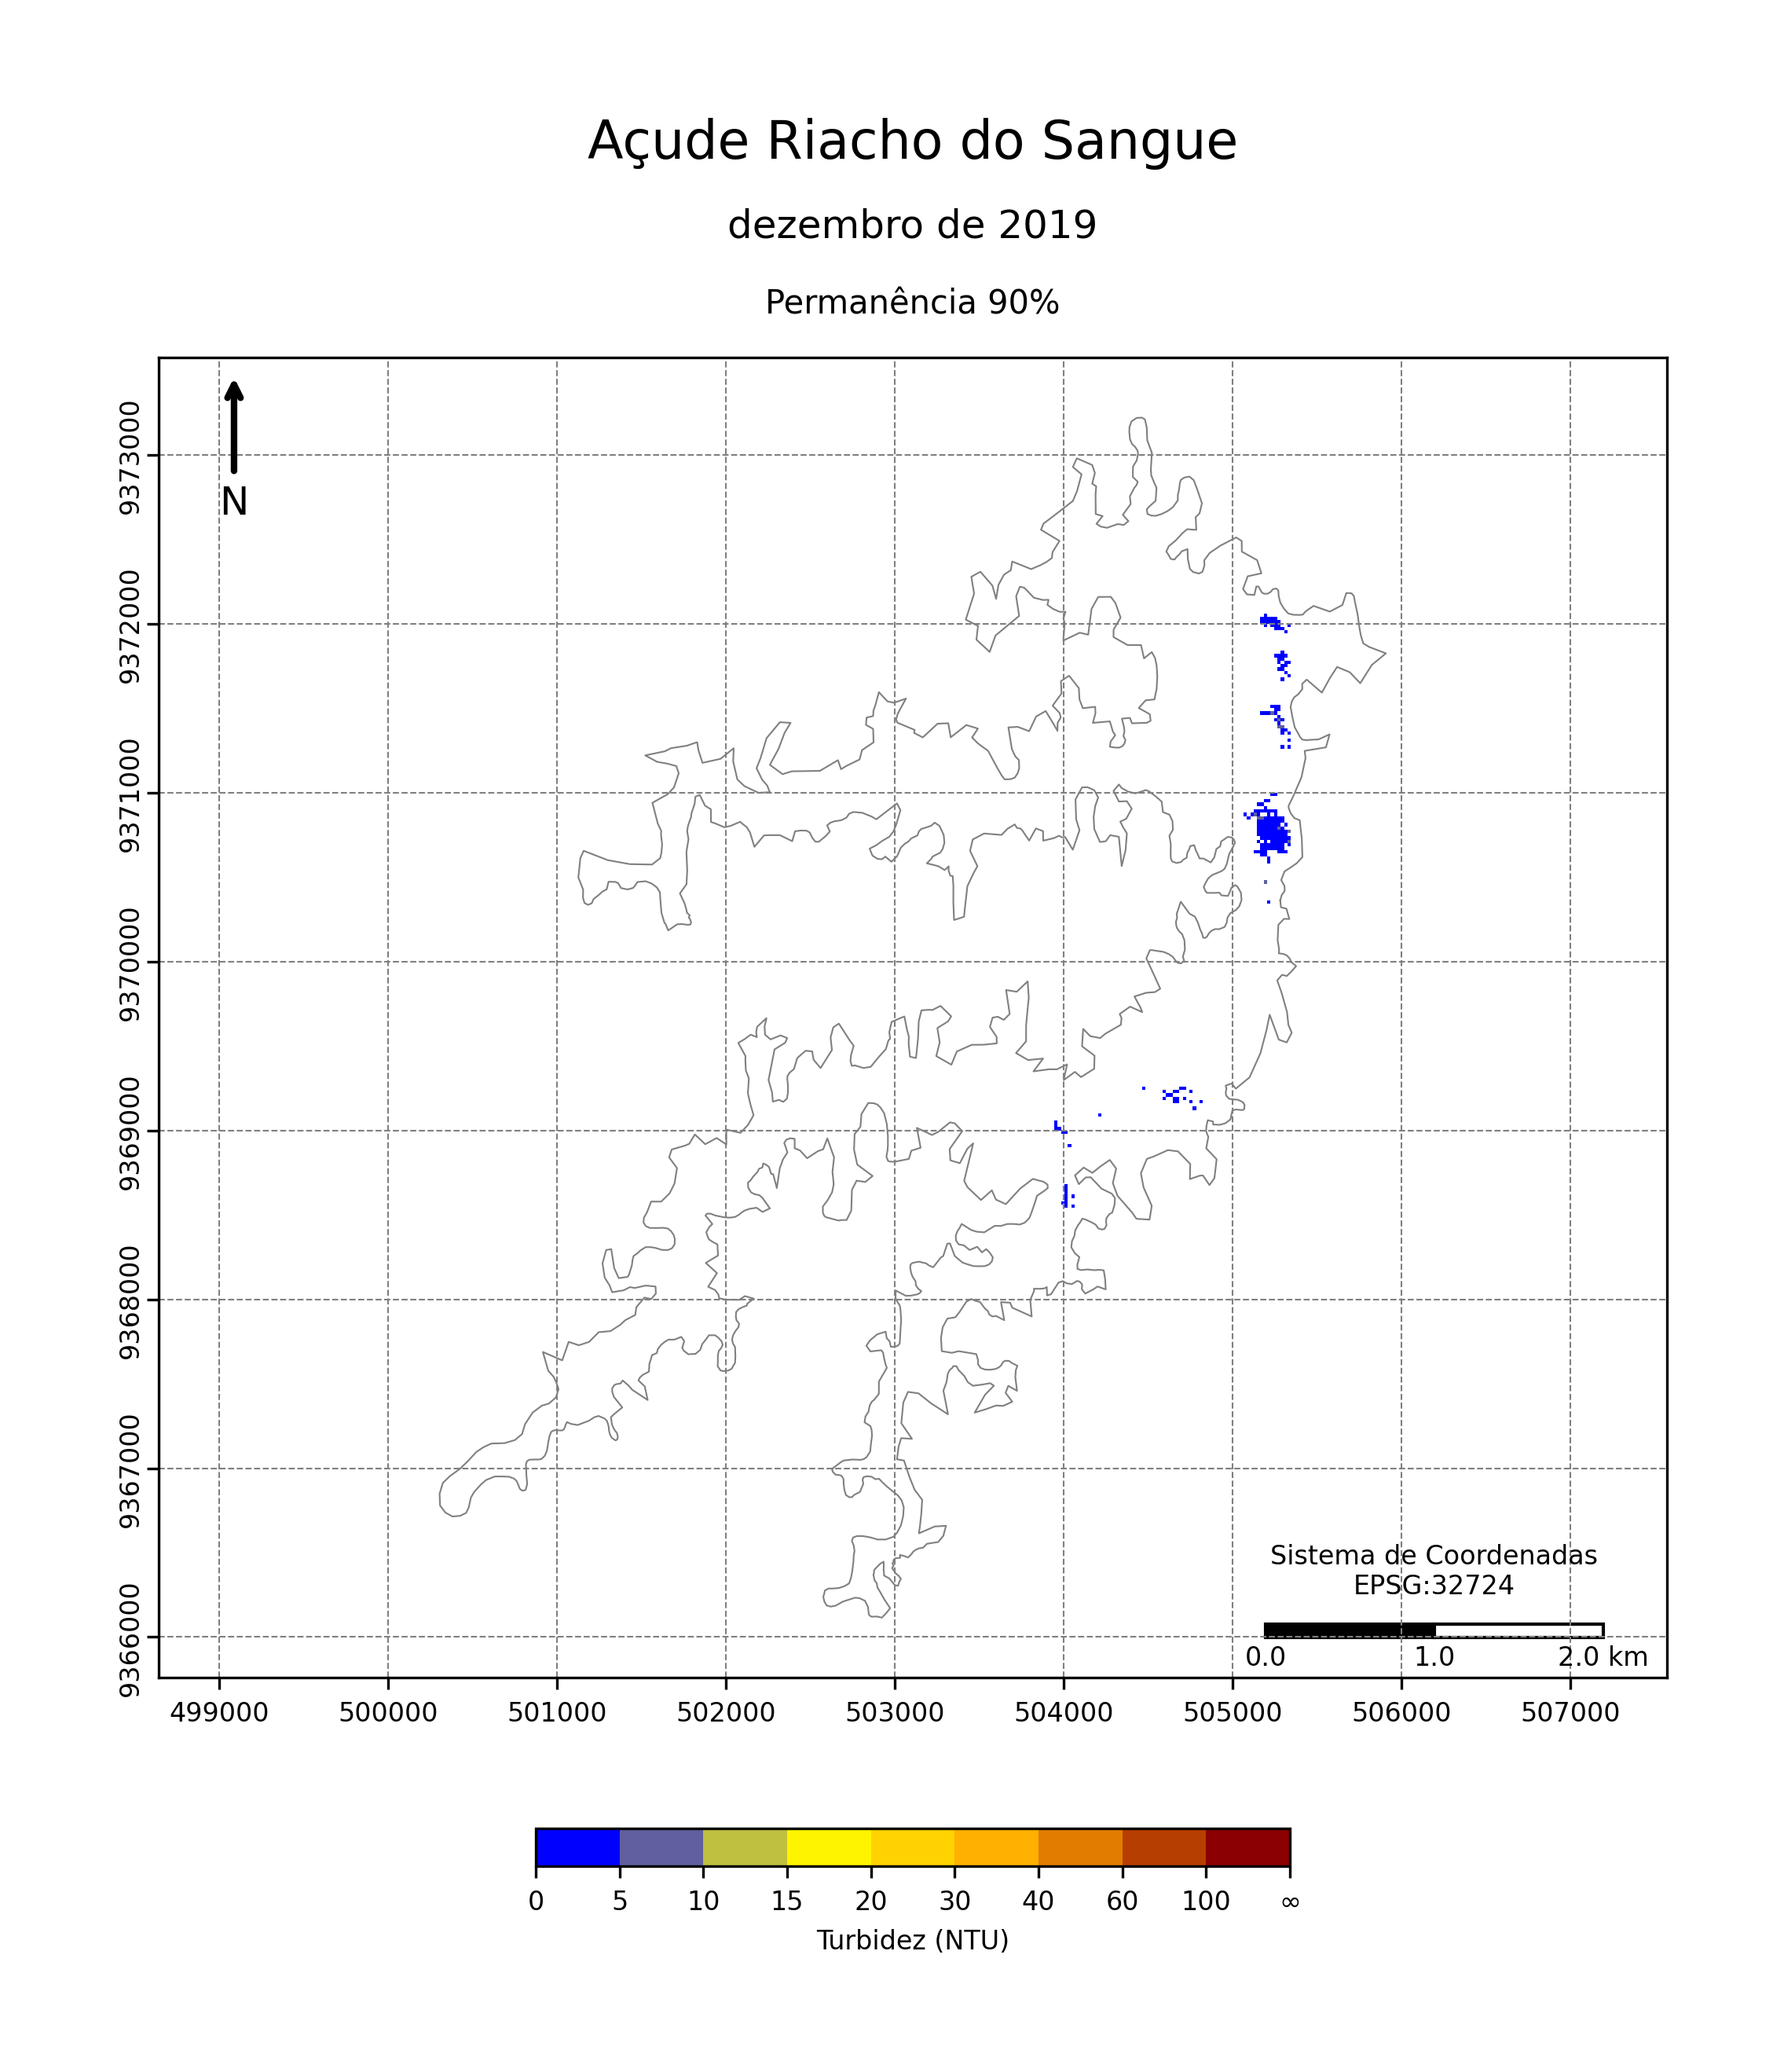 Açude Riacho do Sangue
dezembro de 2019
Permanência 90%
N
9373000
9372000
9371000
9370000
9369000
9368000
9367000
9366000
Sistema de Coordenadas
EPSG:32724
0.0 1.0 2.0 km
499000 500000 501000 502000 503000 504000 505000 506000 507000
0 5 10 15 20 30 40 60 100 ∞
Turbidez (NTU)